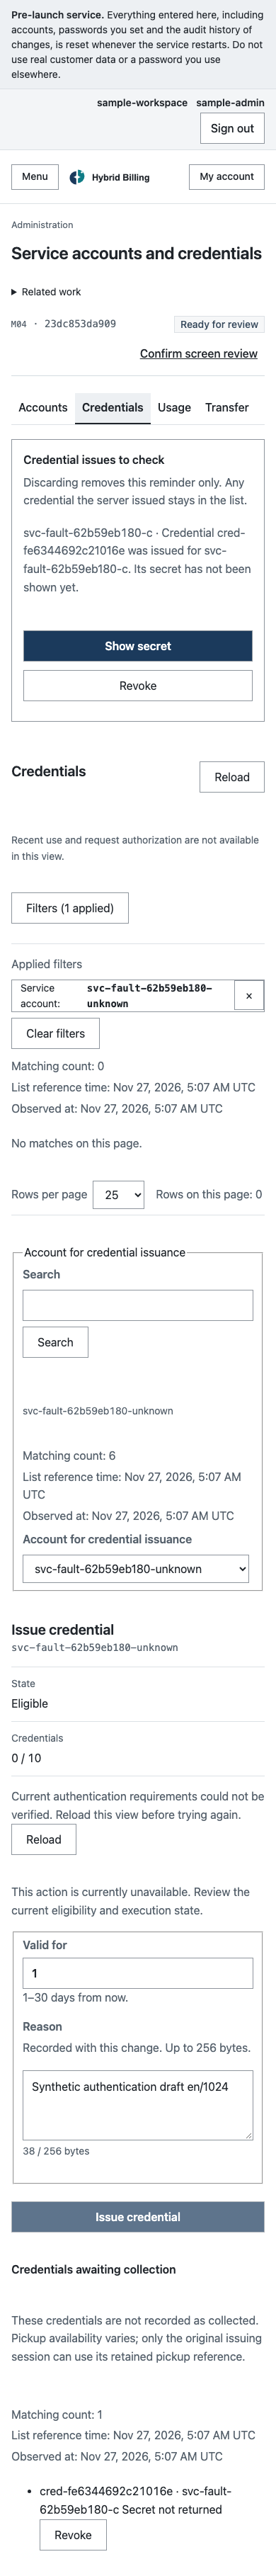 Pre-launch service. Everything entered here, including
accounts, passwords you set and the audit history of
changes, is reset whenever the service restarts. Do not
use real customer data or a password you use
elsewhere.
sample-workspace sample-admin
Sign out
Menu
Hybrid Billing
My account
Administration
Service accounts and credentials
▶ Related work
M04 · 23dc853da909
Ready for review
Confirm screen review
Accounts Credentials Usage Transfer
Credential issues to check
Discarding removes this reminder only. Any
credential the server issued stays in the list.
svc-fault-62b59eb180-c · Credential cred-
fe6344692c21016e was issued for svc-
fault-62b59eb180-c. Its secret has not been
shown yet.
Show secret
Revoke
Credentials
Reload
Recent use and request authorization are not available
in this view.
Filters (1 applied)
Applied filters
Service
account:
svc-fault-62b59eb180-
unknown
×
Clear filters
Matching count: 0
List reference time: Nov 27, 2026, 5:07 AM UTC
Observed at: Nov 27, 2026, 5:07 AM UTC
No matches on this page.
Rows per page 25 Rows on this page: 0
Account for credential issuance
Search
Search
svc-fault-62b59eb180-unknown
Matching count: 6
List reference time: Nov 27, 2026, 5:07 AM
UTC
Observed at: Nov 27, 2026, 5:07 AM UTC
Account for credential issuance
svc-fault-62b59eb180-unknown
Issue credential
svc-fault-62b59eb180-unknown
State
Eligible
Credentials
0 / 10
Current authentication requirements could not be
verified. Reload this view before trying again.
Reload
This action is currently unavailable. Review the
current eligibility and execution state.
Valid for
1
1–30 days from now.
Reason
Recorded with this change. Up to 256 bytes.
Synthetic authentication draft en/1024
38 / 256 bytes
Issue credential
Credentials awaiting collection
These credentials are not recorded as collected.
Pickup availability varies; only the original issuing
session can use its retained pickup reference.
Matching count: 1
List reference time: Nov 27, 2026, 5:07 AM UTC
Observed at: Nov 27, 2026, 5:07 AM UTC
• cred-fe6344692c21016e · svc-fault-
62b59eb180-c Secret not returned
Revoke